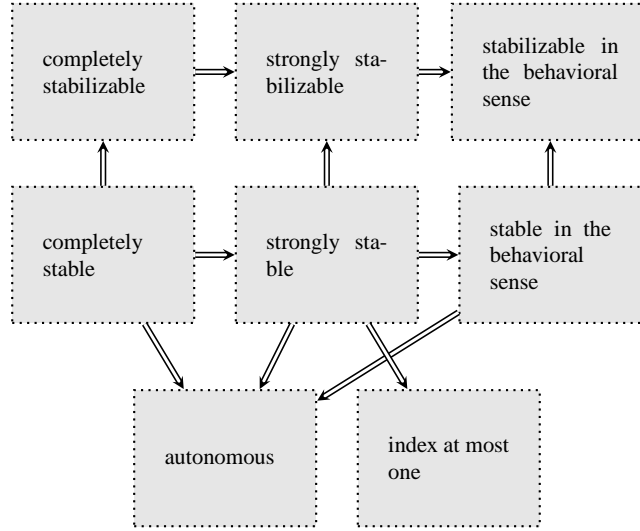 completely
stabilizable
strongly sta-
bilizable
stabilizable in
the behavioral
sense
completely
stable
strongly sta-
ble
stable in the
behavioral
sense
autonomous
index at most
one